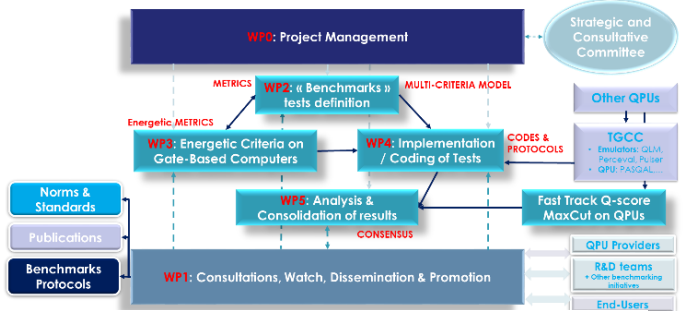 WP0: Project Management
Strategic and
Consultative
Committee
METRICS
WP2: « Benchmarks »
tests definition
MULTI-CRITERIA MODEL
Other QPUs
Energetic METRICS
WP3: Energetic Criteria on
Gate-Based Computers
WP4: Implementation
/ Coding of Tests
CODES &
PROTOCOLS
TGCC
• Emulators: QLM,
Perceval, Pulser
• QPU: PASQAL,...
Norms &
Standards
Publications
Benchmarks
Protocols
WP5: Analysis &
Consolidation of results
CONSENSUS
Fast Track Q-score
MaxCut on QPUs
WP1: Consultations, Watch, Dissemination & Promotion
QPU Providers
R&D teams
+ Other benchmarking
initiatives
End-Users